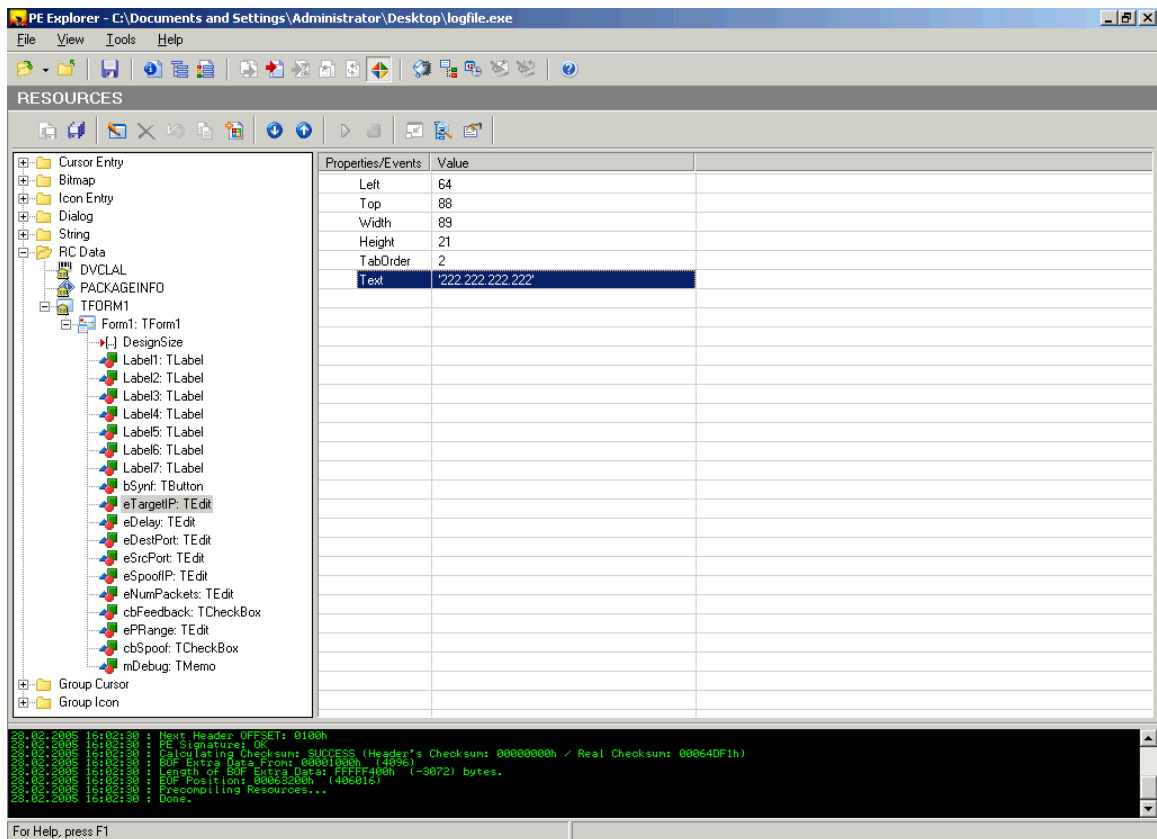 PE Explorer - C:\Documents and Settings\Administrator\Desktop\logfile.exe
File View Tools Help
RESOURCES
Cursor Entry
Bitmap
Icon Entry
Dialog
String
RC Data
DVCLAL
PACKAGEINFO
TFORM1
Form1: TForm1
[..] DesignSize
Label1: TLabel
Label2: TLabel
Label3: TLabel
Label4: TLabel
Label5: TLabel
Label6: TLabel
Label7: TLabel
bSynf: TButton
eTargetIP: TEdit
eDelay: TEdit
eDestPort: TEdit
eSrcPort: TEdit
eSpoofIP: TEdit
eNumPackets: TEdit
cbFeedback: TCheckBox
ePRange: TEdit
cbSpoof: TCheckBox
mDebug: TMemo
Group Cursor
Group Icon
Properties/Events Value
Left 64
Top 88
Width 89
Height 21
TabOrder 2
Text '222.222.222.222'
28.02.2005 16:02:30 : Next Header OFFSET: 0100h
28.02.2005 16:02:30 : PE Signature: OK
28.02.2005 16:02:30 : Calculating Checksum: SUCCESS (Header's Checksum: 00000000h / Real Checksum: 00064DF1h)
28.02.2005 16:02:30 : BOF Extra Data From: 00001000h (4096)
28.02.2005 16:02:30 : Length of BOF Extra Data: FFFFF400h (-3072) bytes.
28.02.2005 16:02:30 : EOF Position: 00063200h (406016)
28.02.2005 16:02:30 : Precompiling Resources...
28.02.2005 16:02:30 : Done.
For Help, press F1